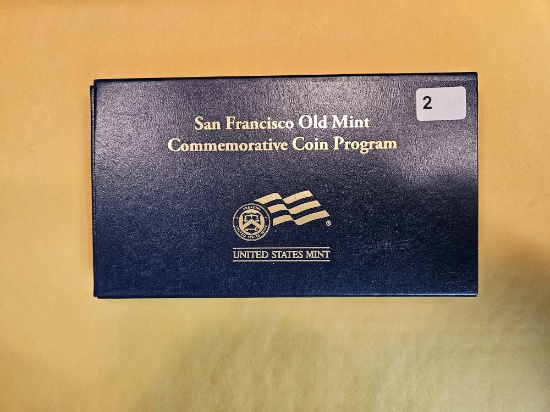 2
San Francisco Old Mint
Commemorative Coin Program
®
UNITED STATES MINT